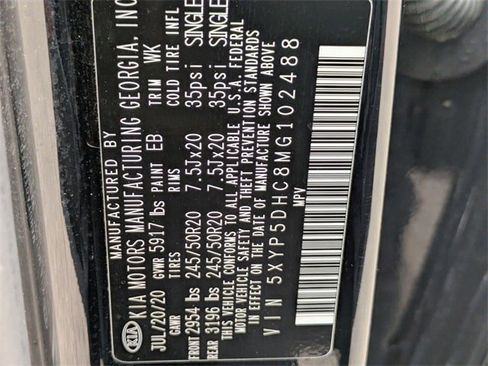 KIA
MANUFACTURED BY
KIA MOTORS MANUFACTURING GEORGIA, INC
JUL/20/20 GVWR 5917 lbs PAINT EB TRIM WK
GAWR TIRES RIMS COLD TIRE INFL
FRONT 2954 lbs 245/50R20 7.5Jx20 35psi SINGLE
REAR 3196 lbs 245/50R20 7.5Jx20 35psi SINGLE
THIS VEHICLE CONFORMS TO ALL APPLICABLE U.S.A. FEDERAL
MOTOR VEHICLE SAFETY AND THEFT PREVENTION STANDARDS
IN EFFECT ON THE DATE OF MANUFACTURE SHOWN ABOVE
VIN 5XYP5DHC8MG102488
MPV